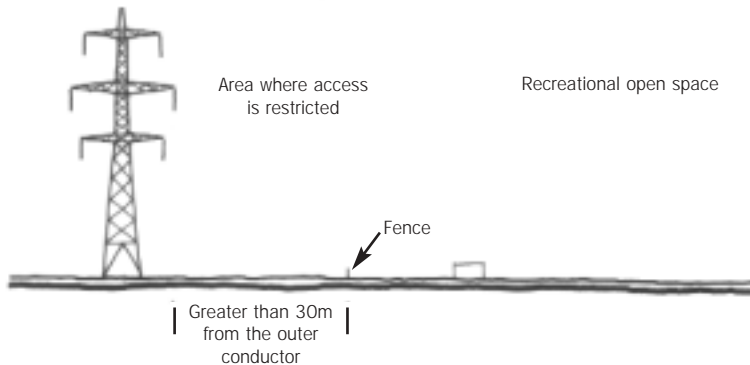 Area where access
is restricted
Recreational open space
Fence
Greater than 30m
from the outer
conductor